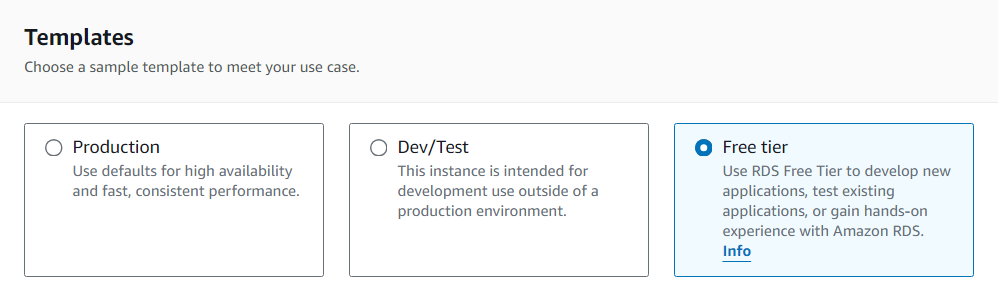 Templates
Choose a sample template to meet your use case.
Production
Use defaults for high availability
and fast, consistent performance.
Dev/Test
This instance is intended for
development use outside of a
production environment.
Free tier
Use RDS Free Tier to develop new
applications, test existing
applications, or gain hands-on
experience with Amazon RDS.
Info